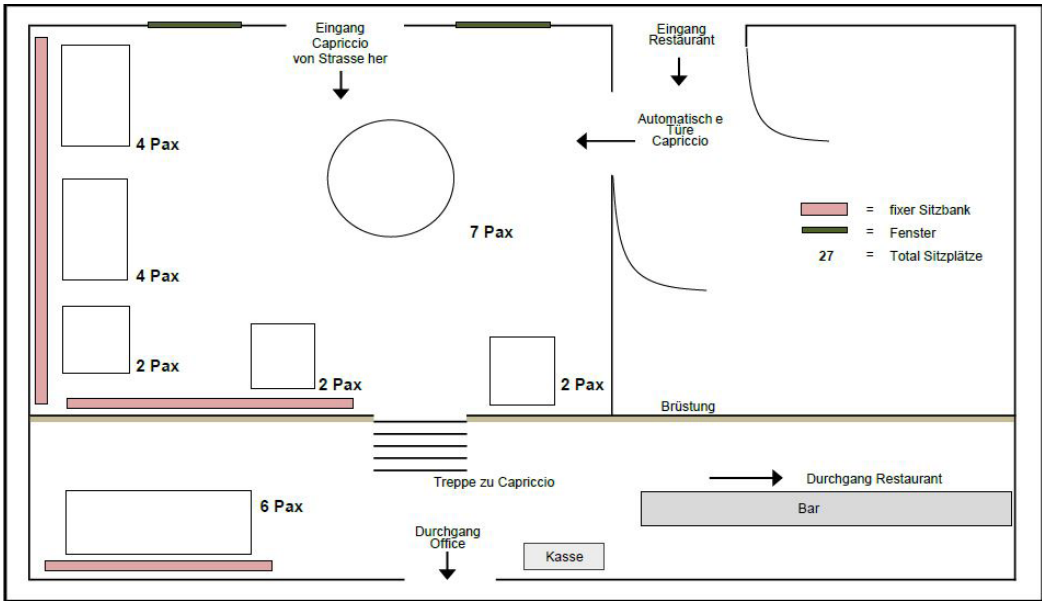 Eingang
Capriccio
von Strasse her
Eingang
Restaurant
4 Pax
Automatisch e
Türe
Capriccio
= fixer Sitzbank
7 Pax
= Fenster
27 = Total Sitzplätze
4 Pax
2 Pax
2 Pax
2 Pax
Brüstung
Treppe zu Capriccio
Durchgang Restaurant
6 Pax
Bar
Durchgang
Office
Kasse